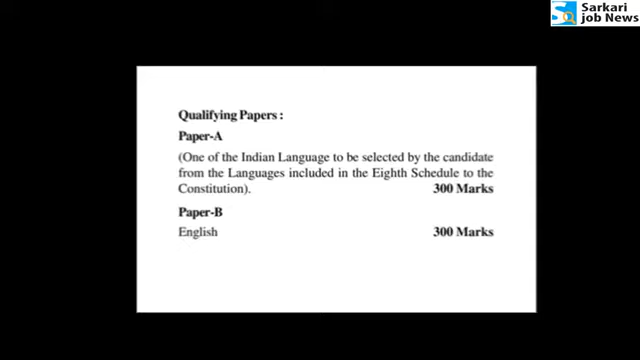 Sarkari
job News
Qualifying Papers :
Paper-A
(One of the Indian Language to be selected by the candidate
from the Languages included in the Eighth Schedule to the
Constitution). 300 Marks
Paper-B
English 300 Marks